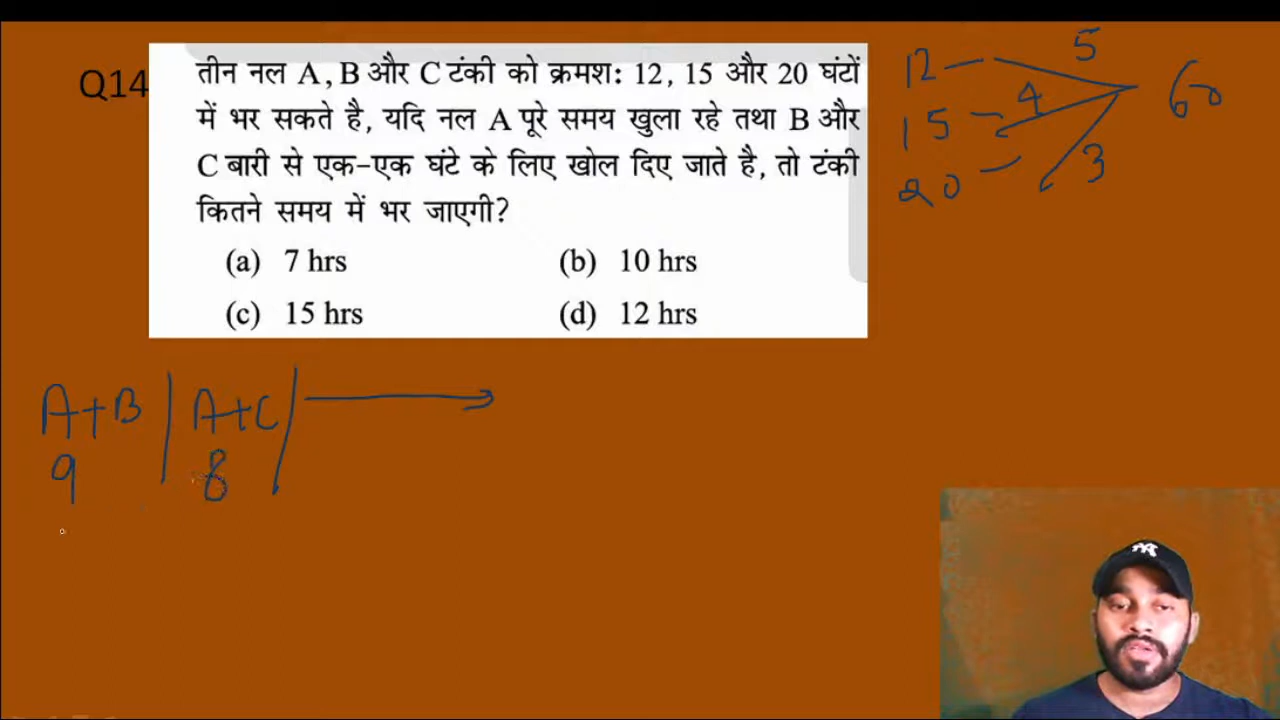 Q14
तीन नल A, B और C टंकी को क्रमश: 12, 15 और 20 घंटों
में भर सकते है, यदि नल A पूरे समय खुला रहे तथा B और
C बारी से एक-एक घंटे के लिए खोल दिए जाते है, तो टंकी
कितने समय में भर जाएगी?
(a) 7 hrs (b) 10 hrs
(c) 15 hrs (d) 12 hrs
12 5
15 4 60
20 3
A+B | A+C |
9 8